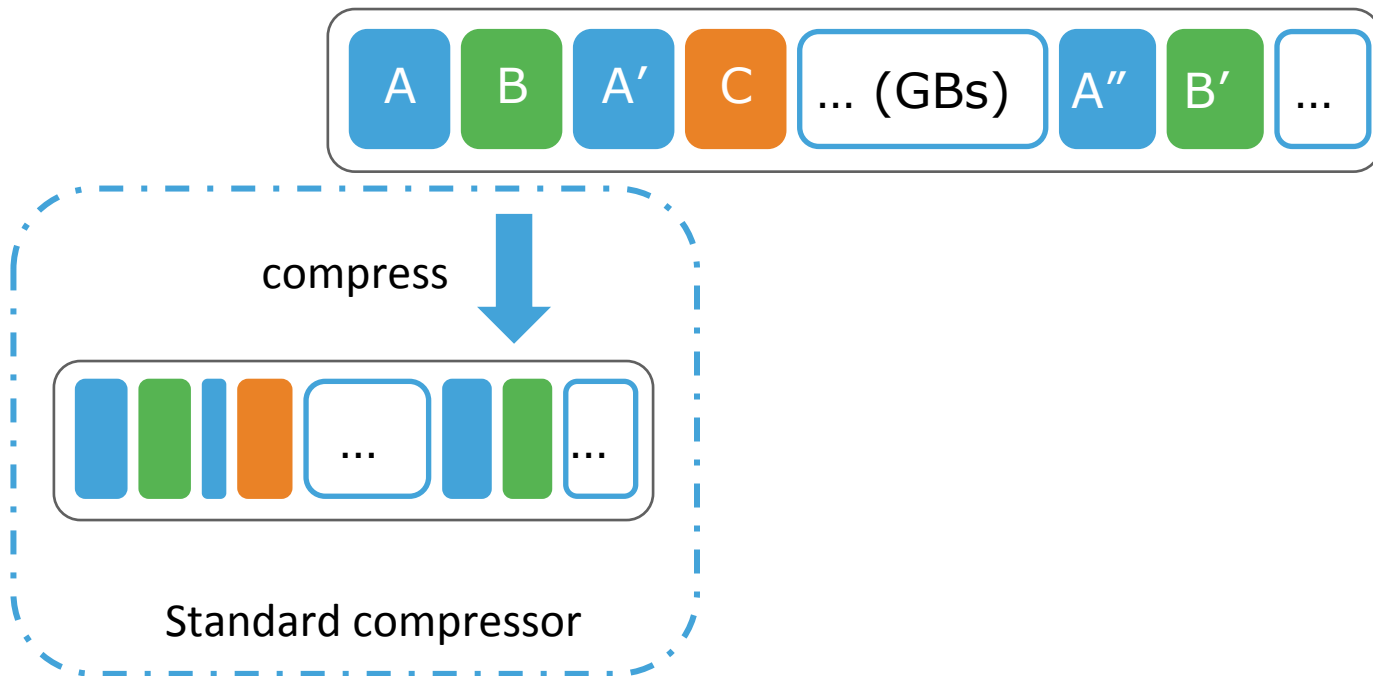 A B A′ C ... (GBs) A″ B′ ...
compress
... ...
Standard compressor